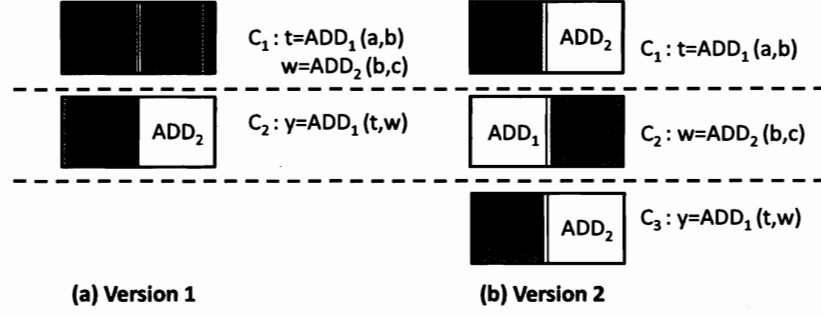 C₁ : t=ADD₁ (a,b)
w=ADD₂ (b,c)
ADD₂
C₂ : y=ADD₁ (t,w)
(a) Version 1
ADD₂
C₁ : t=ADD₁ (a,b)
ADD₁
C₂ : w=ADD₂ (b,c)
ADD₂
C₃ : y=ADD₁ (t,w)
(b) Version 2